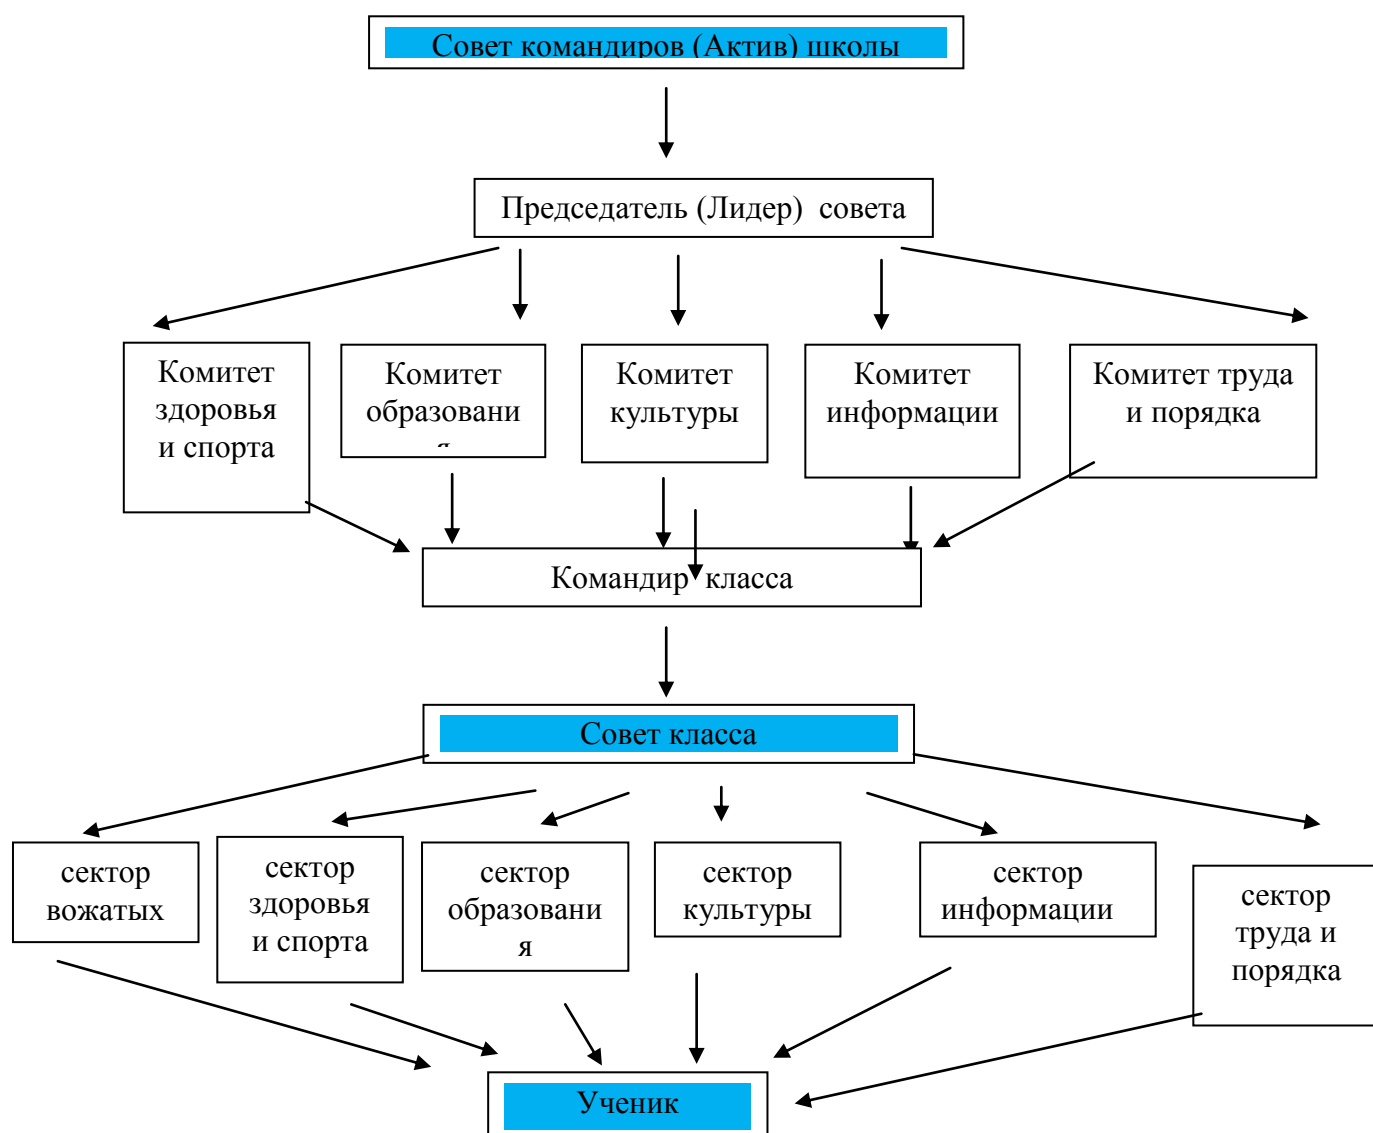 Совет командиров (Актив) школы
Председатель (Лидер) совета
Комитет
здоровья
и спорта
Комитет
образовани
я
Комитет
культуры
Комитет
информации
Комитет труда
и порядка
Командир класса
Совет класса
сектор
вожатых
сектор
здоровья
и спорта
сектор
образовани
я
сектор
культуры
сектор
информации
сектор
труда и
порядка
Ученик